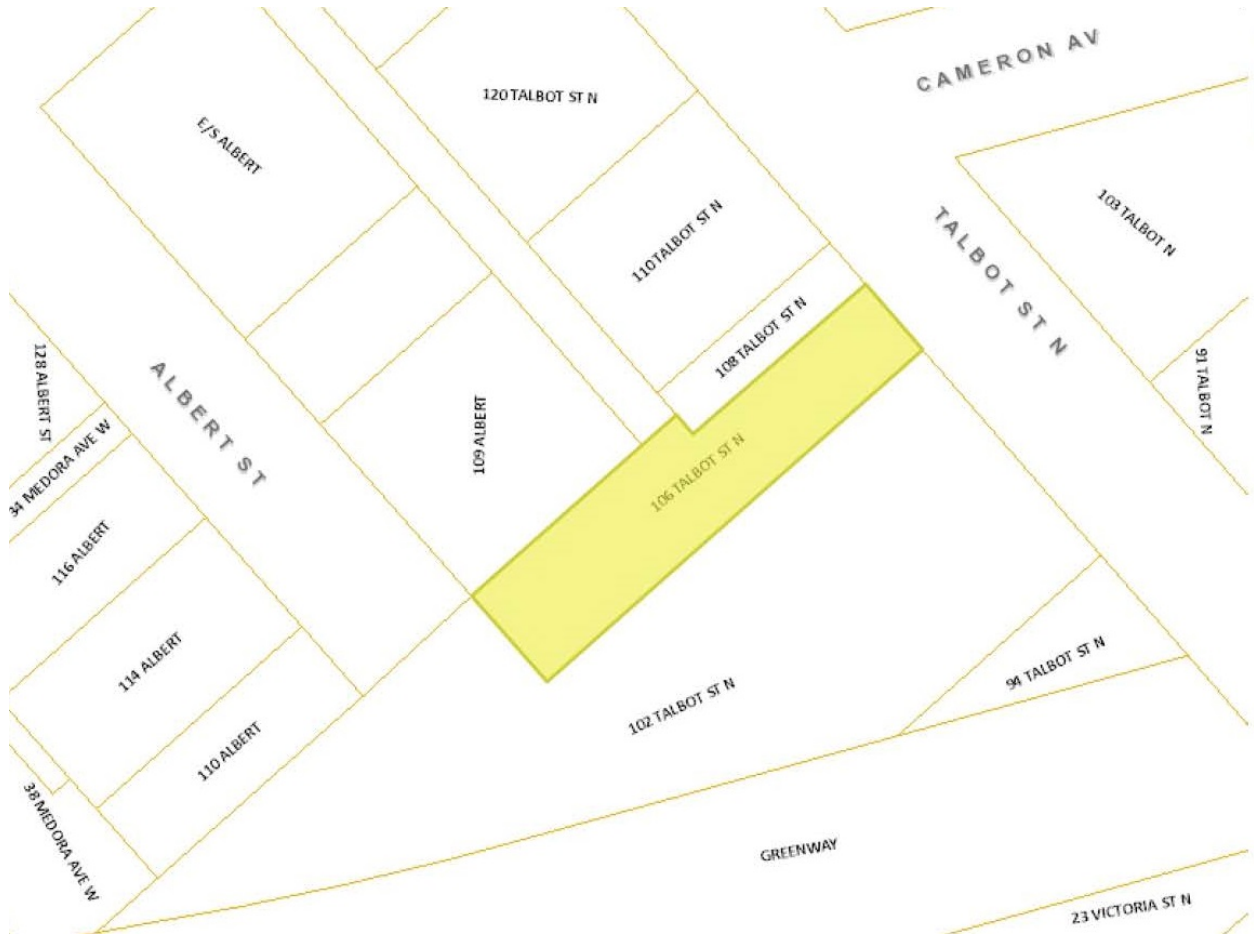 CAMERON AV
120 TALBOT ST N
E/S ALBERT
103 TALBOT N
110 TALBOT ST N
TALBOT ST N
108 TALBOT ST N
128 ALBERT ST
ALBERT ST
91 TALBOT N
109 ALBERT
34 MEDORA AVE W
106 TALBOT ST N
116 ALBERT
114 ALBERT
94 TALBOT ST N
102 TALBOT ST N
110 ALBERT
38 MEDORA AVE W
GREENWAY
23 VICTORIA ST N